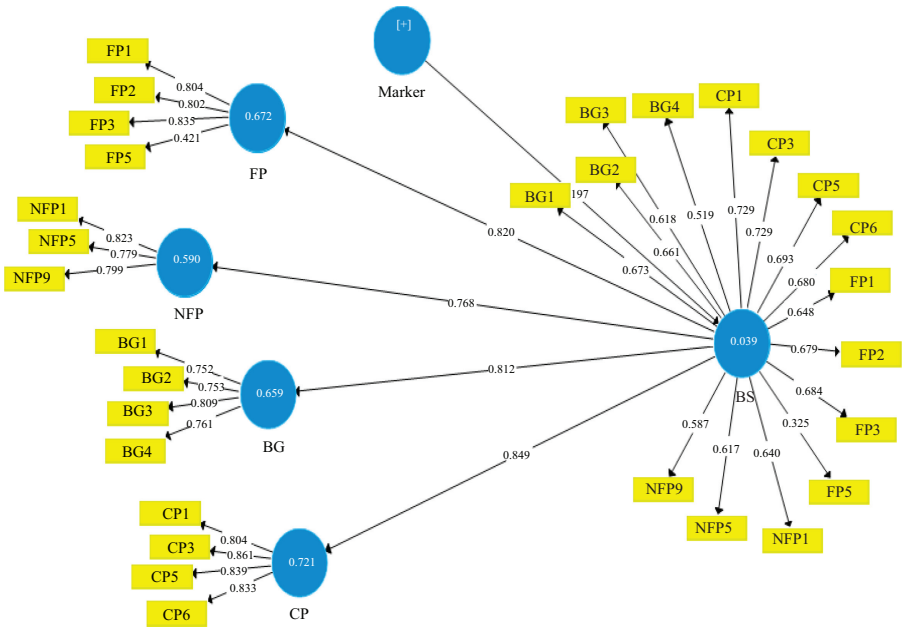 [+]
Marker
FP1
FP2
FP3
FP5
0.804
0.802
0.835
0.421
0.672
FP
NFP1
NFP5
NFP9
0.823
0.779
0.799
0.590
NFP
BG1
BG2
BG3
BG4
0.752
0.753
0.809
0.761
0.659
BG
CP1
CP3
CP5
CP6
0.804
0.861
0.839
0.833
0.721
CP
0.820
0.768
0.812
0.849
197
BG1
BG2
BG3
BG4
CP1
CP3
CP5
CP6
FP1
FP2
FP3
FP5
NFP1
NFP5
NFP9
0.673
0.661
0.618
0.519
0.729
0.729
0.693
0.680
0.648
0.679
0.684
0.325
0.640
0.617
0.587
0.039
BS